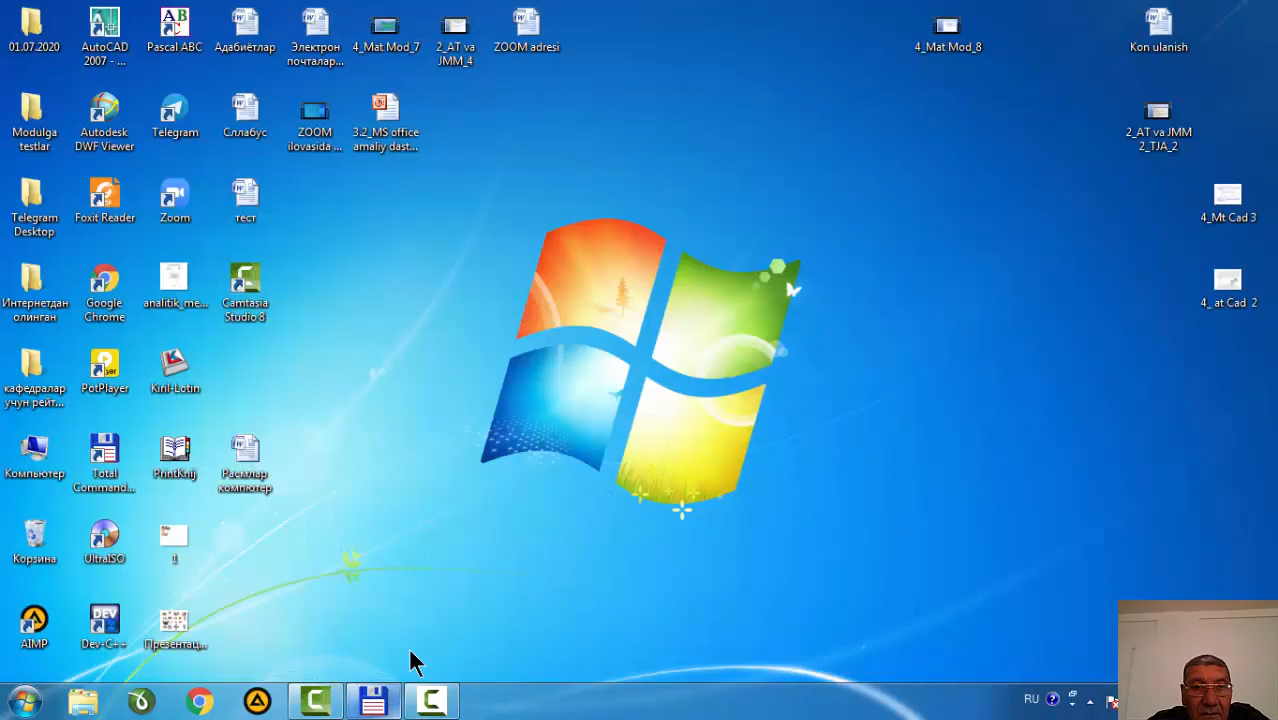 01.07.2020
AutoCAD
2007 - ...
Pascal ABC
Адабиётлар
Электрон
почталар...
4_Mat Mod_7
2_AT va
JMM_4
ZOOM adresi
4_Mat Mod_8
Kon ulanish
Modulga
testlar
Autodesk
DWF Viewer
Telegram
Сллабус
ZOOM
ilovasida ...
3.2_MS office
amaliy dast...
2_AT va JMM
2_TJA_2
Telegram
Desktop
Foxit Reader
Zoom
тест
4_Mt Cad 3
Интернетдан
олинган
Google
Chrome
analitik_me...
Camtasia
Studio 8
4_ at Cad 2
кафедралар
учун рейт...
PotPlayer
Kiril-Lotin
Компьютер
Total
Command...
PrintKnij
Расмлар
компютер
Корзина
UltraISO
1
AIMP
Dev-C++
Презентац...
RU